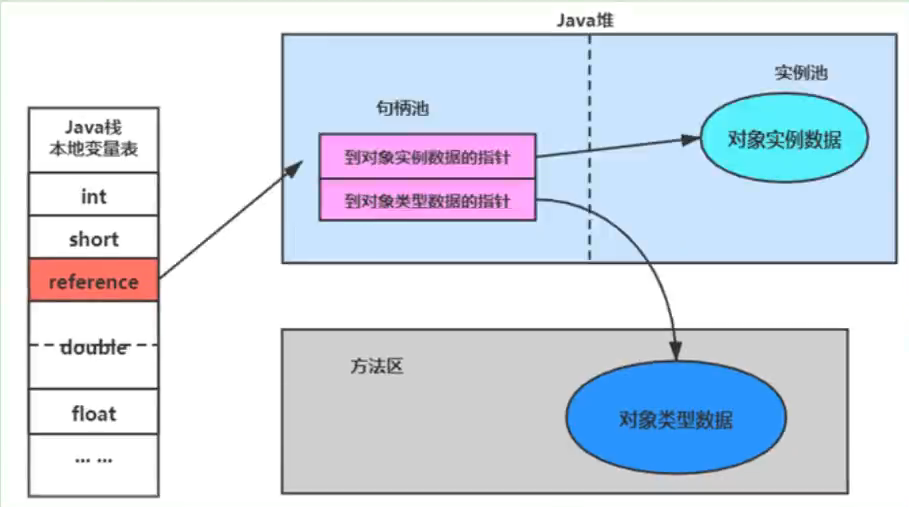 Java堆
实例池
句柄池
Java栈
本地变量表
到对象实例数据的指针
对象实例数据
int
到对象类型数据的指针
short
reference
double
方法区
float
对象类型数据
... ...